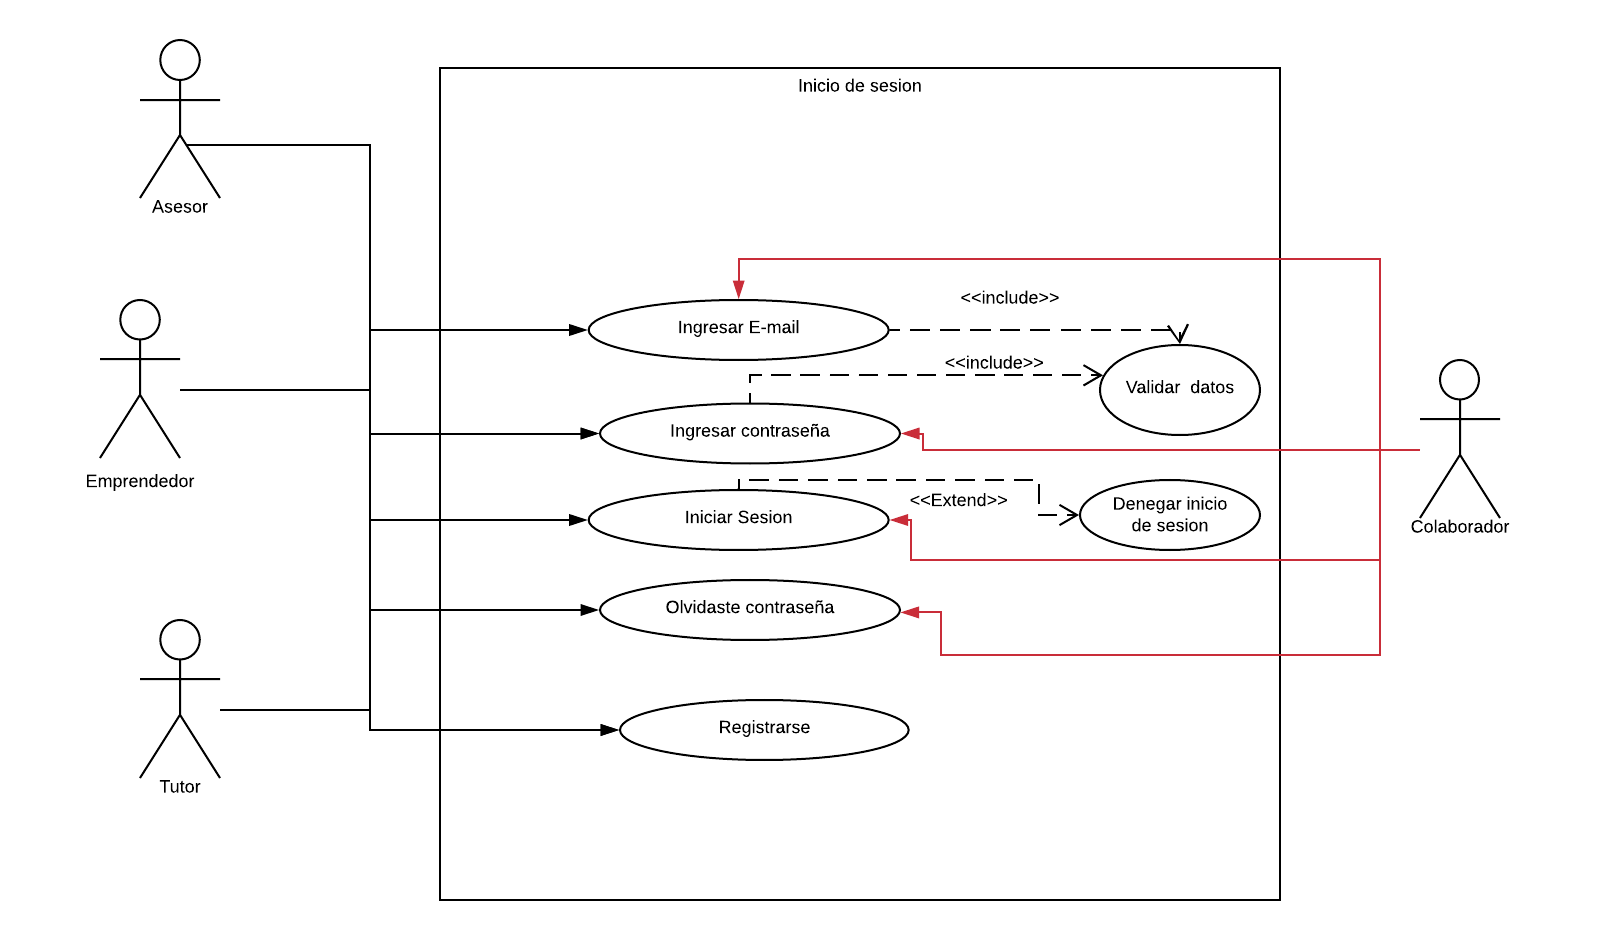 Inicio de sesion
Asesor
<<include>>
Ingresar E-mail
<<include>>
Validar  datos
Ingresar contraseña
Emprendedor
<<Extend>>
Denegar inicio
de sesion
Iniciar Sesion
Colaborador
Olvidaste contraseña
Registrarse
Tutor